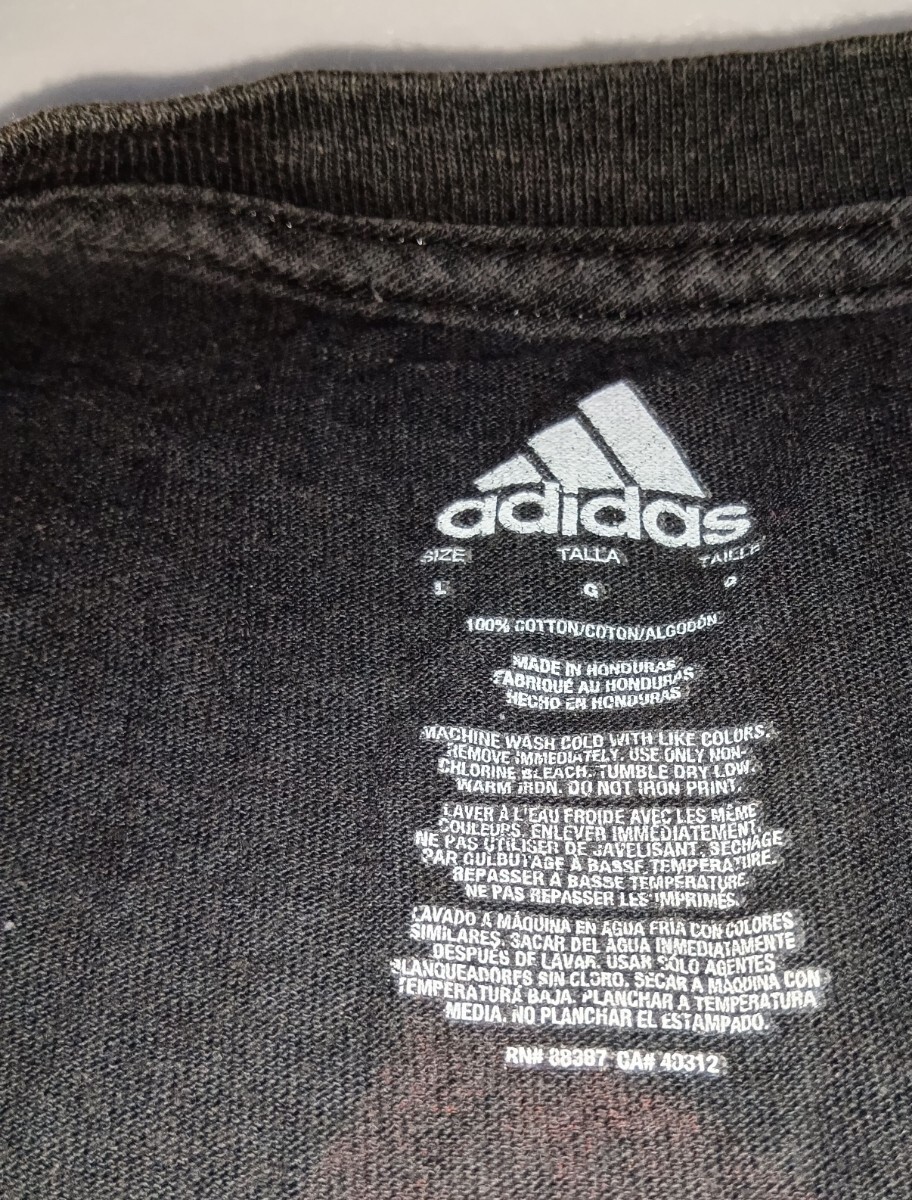 adidas
SIZE TALLA TAILLE
L G G
100% COTTON/COTON/ALGODÓN
MADE IN HONDURAS
FABRIQUÉ AU HONDURAS
HECHO EN HONDURAS
MACHINE WASH COLD WITH LIKE COLORS.
REMOVE IMMEDIATELY. USE ONLY NON-
CHLORINE BLEACH. TUMBLE DRY LOW.
WARM IRON. DO NOT IRON PRINT.
LAVER À L'EAU FROIDE AVEC LES MÊME
COULEURS. ENLEVER IMMÉDIATEMENT.
NE PAS UTILISER DE JAVELISANT. SÉCHAGE
PAR CULBUTAGE À BASSE TEMPÉRATURE.
REPASSER À BASSE TEMPÉRATURE
NE PAS REPASSER LES IMPRIMÉS.
LAVADO A MÁQUINA EN AGUA FRÍA CON COLORES
SIMILARES. SACAR DEL AGUA INMEDIATAMENTE
DESPUÉS DE LAVAR. USAR SÓLO AGENTES
BLANQUEADORES SIN CLORO. SECAR A MÁQUINA CON
TEMPERATURA BAJA. PLANCHAR A TEMPERATURA
MEDIA. NO PLANCHAR EL ESTAMPADO.
RN# 88387 CA# 40312